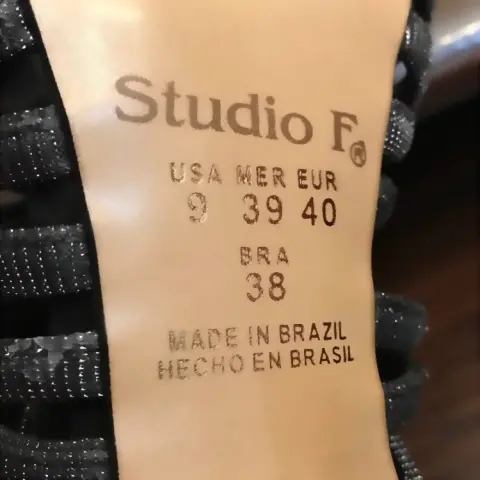 Studio F®
USA MER EUR
9 39 40
BRA
38
MADE IN BRAZIL
HECHO EN BRASIL